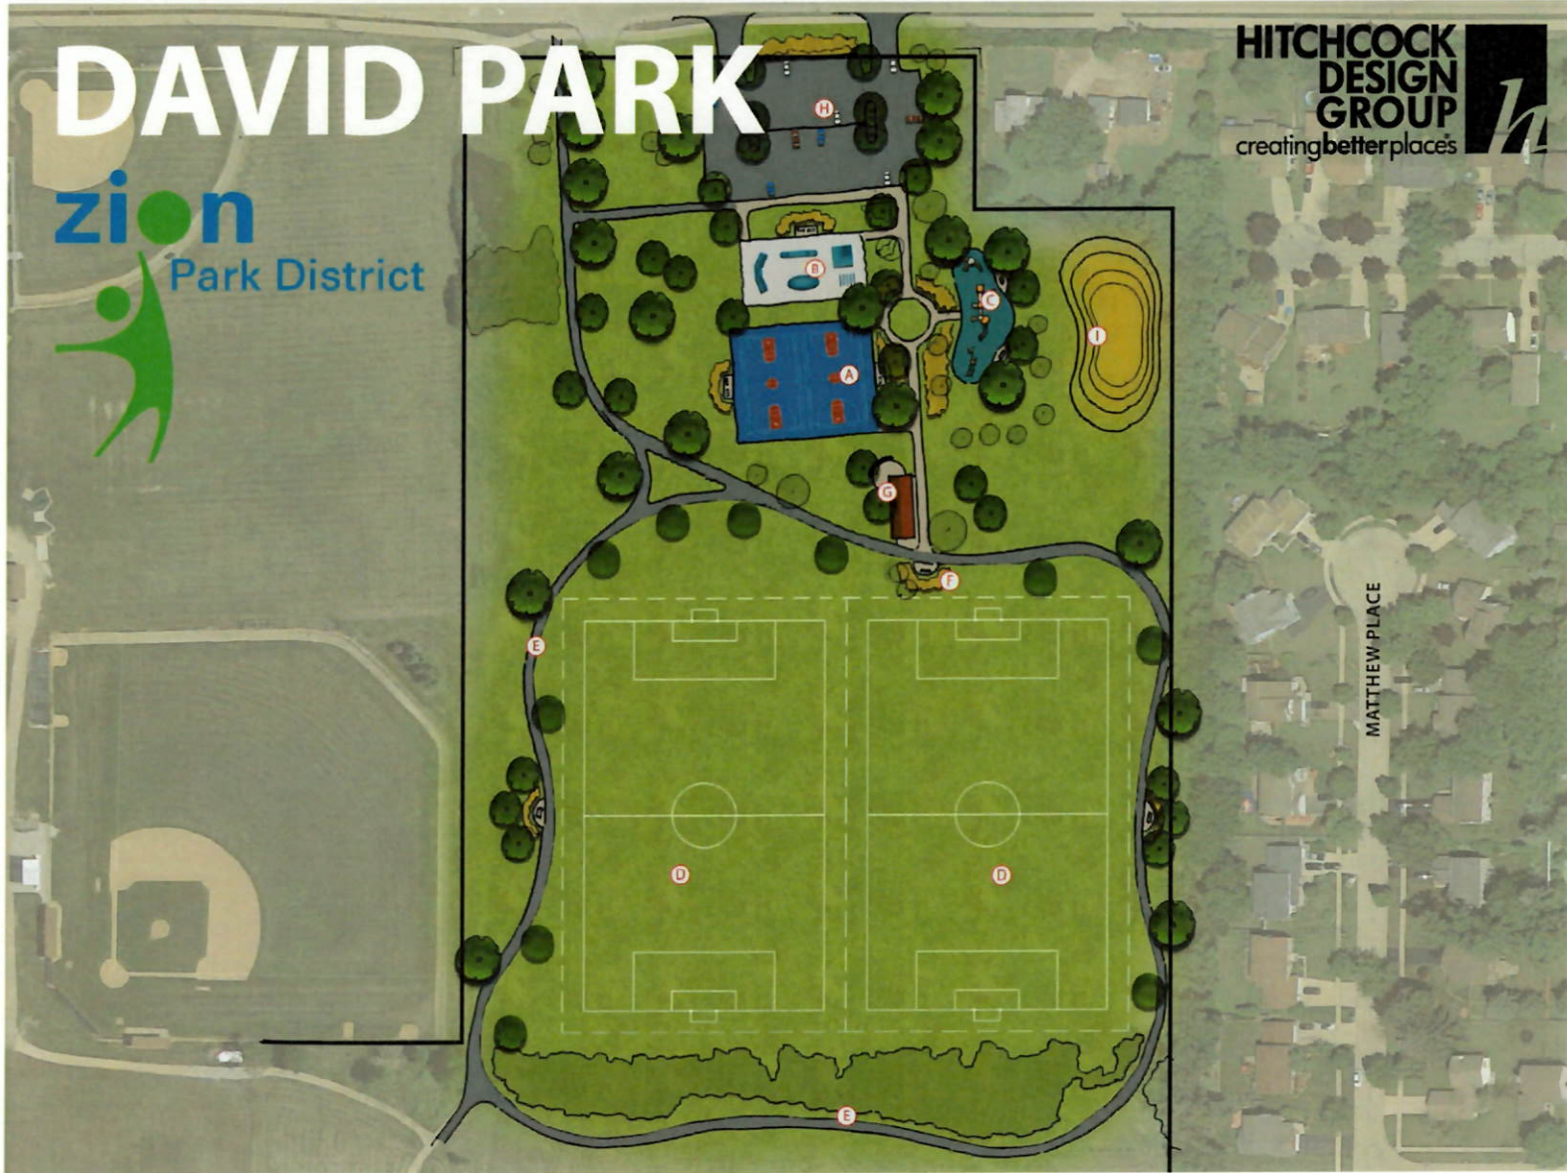 DAVID PARK
zion
Park District
HITCHCOCK
DESIGN
GROUP
creatingbetterplaces
h
H
B
C
I
A
G
F
E
MATTHEW PLACE
D
D
E